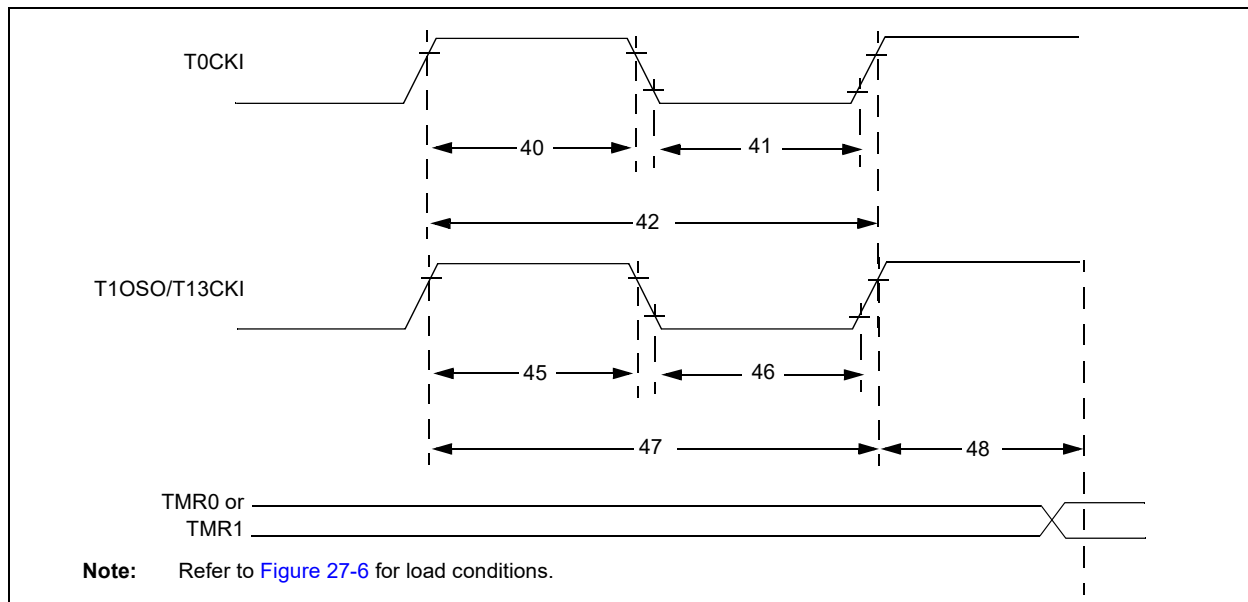 T0CKI
40
41
42
T1OSO/T13CKI
45
46
47
48
TMR0 or
TMR1
Note: Refer to Figure 27-6 for load conditions.